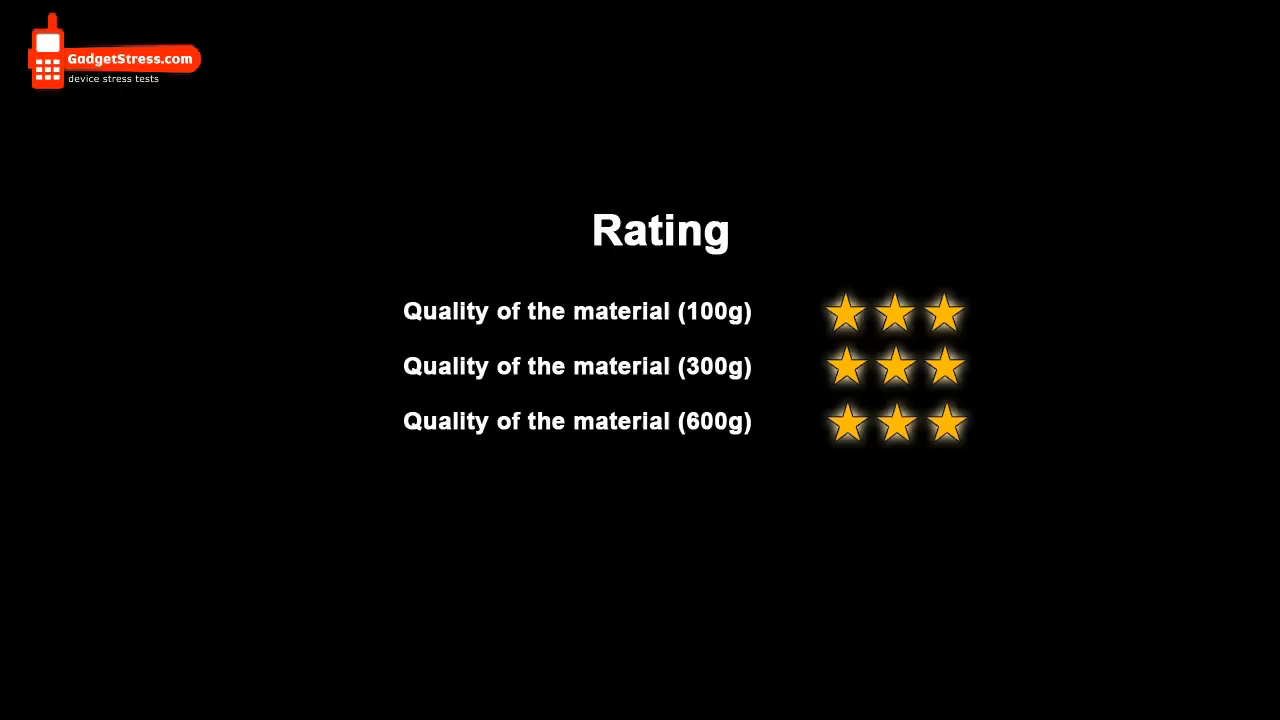 GadgetStress.com
device stress tests
Rating
Quality of the material (100g)
Quality of the material (300g)
Quality of the material (600g)